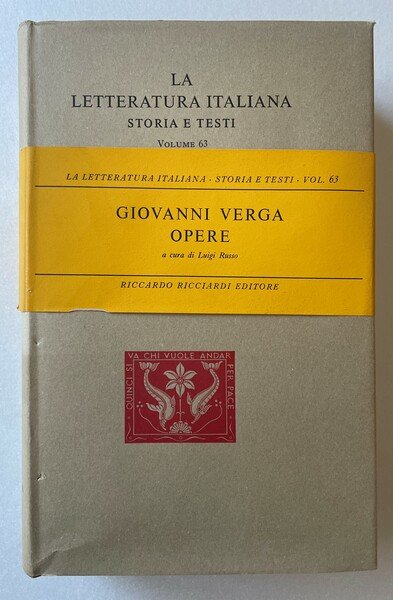 LA
LETTERATURA ITALIANA
STORIA E TESTI
VOLUME 63
LA LETTERATURA ITALIANA · STORIA E TESTI · VOL. 63
GIOVANNI VERGA
OPERE
a cura di Luigi Russo
RICCARDO RICCIARDI EDITORE
QUINCI SI VA CHI VUOLE ANDAR PER PACE